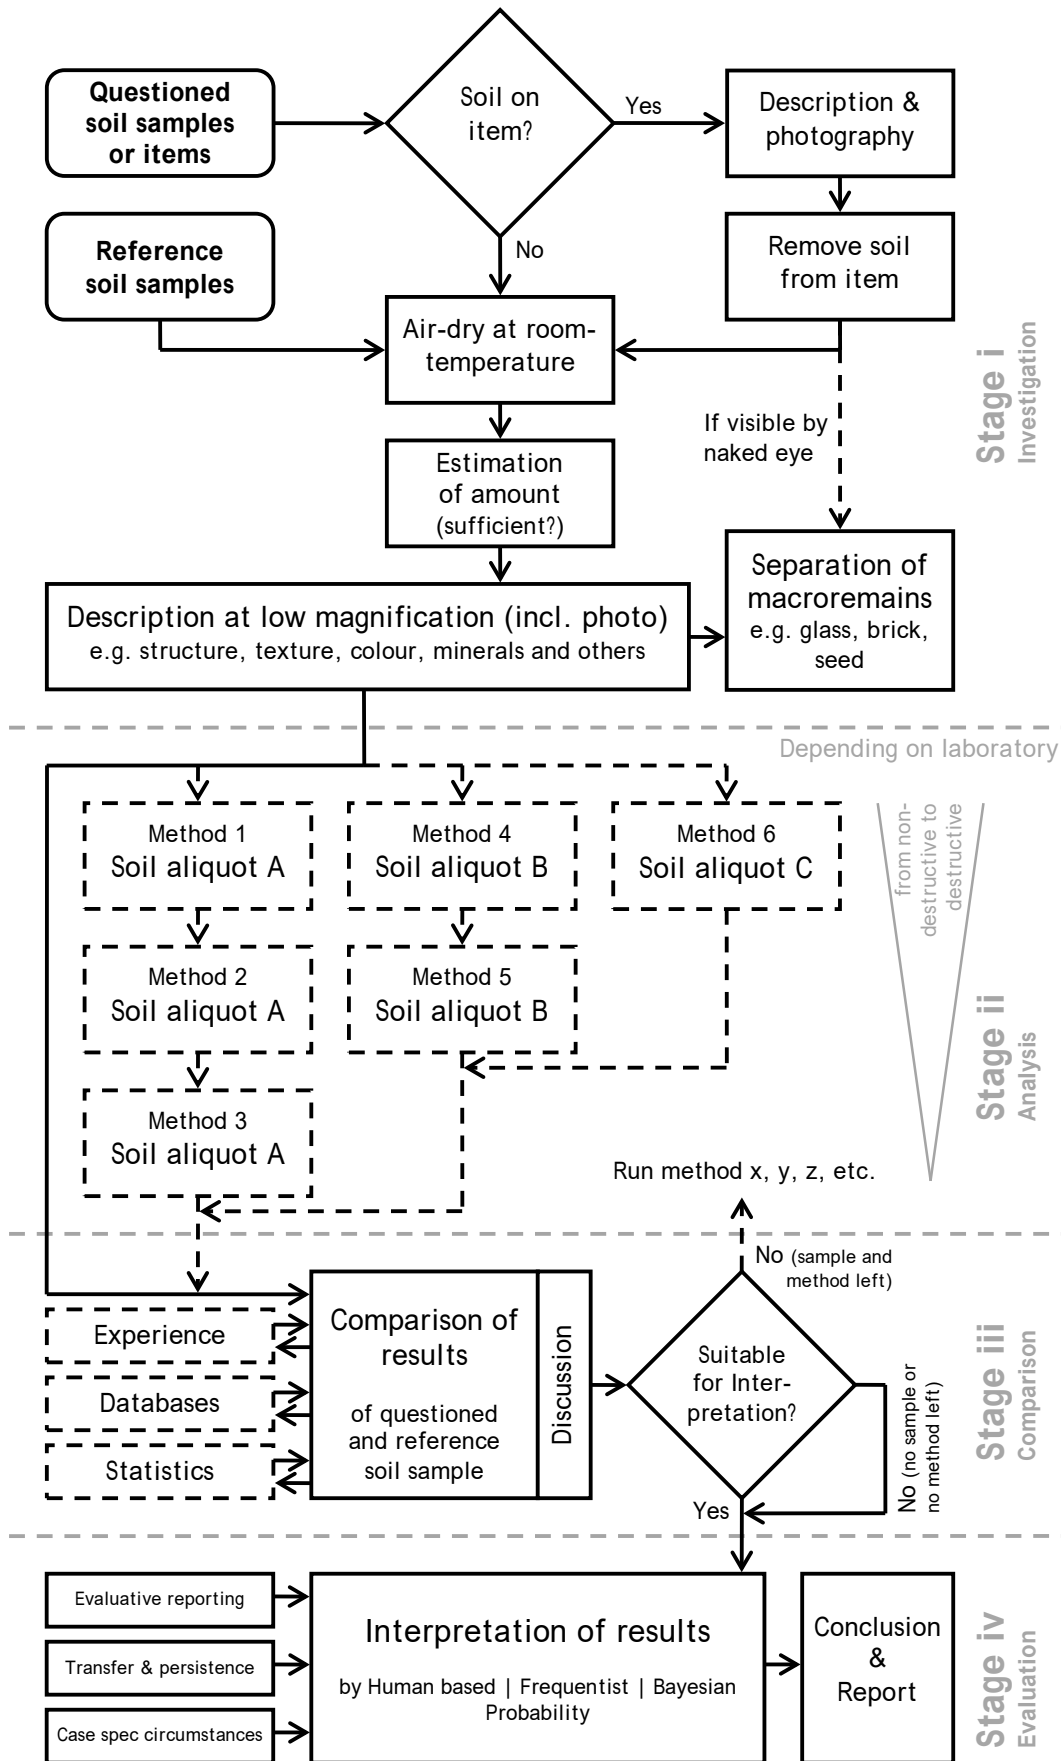 Questioned
soil samples
or items
Soil on
item?
Yes
Description &
photography
No
Reference
soil samples
Remove soil
from item
Air-dry at room-
temperature
If visible by
naked eye
Stage i
Investigation
Estimation
of amount
(sufficient?)
Description at low magnification (incl. photo)
e.g. structure, texture, colour, minerals and others
Separation of
macroremains
e.g. glass, brick,
seed
Depending on laboratory
Method 1
Soil aliquot A
Method 4
Soil aliquot B
Method 6
Soil aliquot C
from non-
destructive to
destructive
Method 2
Soil aliquot A
Method 5
Soil aliquot B
Method 3
Soil aliquot A
Stage ii
Analysis
Run method x, y, z, etc.
No (sample and
method left)
Experience
Databases
Statistics
Comparison of
results
of questioned
and reference
soil sample
Discussion
Suitable
for Inter-
pretation?
No (no sample or
no method left)
Yes
Stage iii
Comparison
Evaluative reporting
Transfer & persistence
Case spec circumstances
Interpretation of results
by Human based | Frequentist | Bayesian
Probability
Conclusion
&
Report
Stage iv
Evaluation